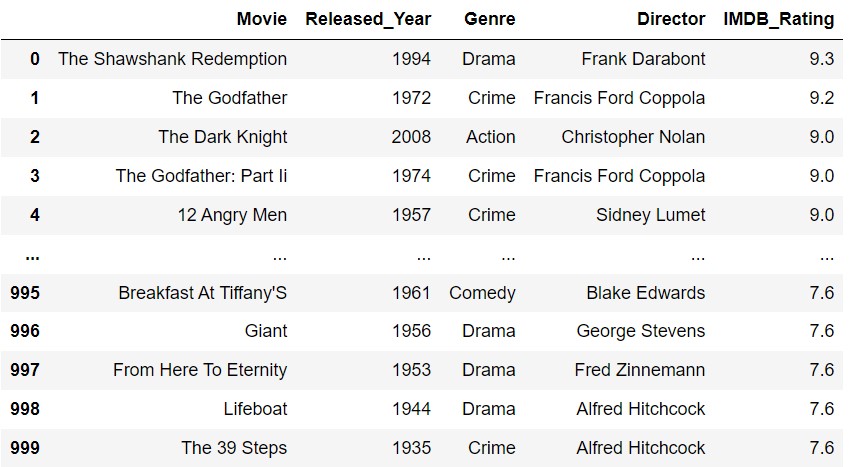 Movie Released_Year Genre Director IMDB_Rating
0 The Shawshank Redemption 1994 Drama Frank Darabont 9.3
1 The Godfather 1972 Crime Francis Ford Coppola 9.2
2 The Dark Knight 2008 Action Christopher Nolan 9.0
3 The Godfather: Part Ii 1974 Crime Francis Ford Coppola 9.0
4 12 Angry Men 1957 Crime Sidney Lumet 9.0
... ... ... ... ... ...
995 Breakfast At Tiffany'S 1961 Comedy Blake Edwards 7.6
996 Giant 1956 Drama George Stevens 7.6
997 From Here To Eternity 1953 Drama Fred Zinnemann 7.6
998 Lifeboat 1944 Drama Alfred Hitchcock 7.6
999 The 39 Steps 1935 Crime Alfred Hitchcock 7.6